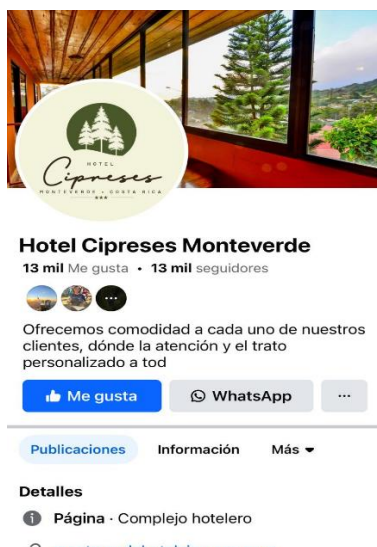 HOTEL
Cipreses
MONTEVERDE - COSTA RICA
Hotel Cipreses Monteverde
13 mil Me gusta • 13 mil seguidores
Ofrecemos comodidad a cada uno de nuestros
clientes, dónde la atención y el trato
personalizado a tod
Me gusta
WhatsApp
Publicaciones Información Más
Detalles
Página · Complejo hotelero